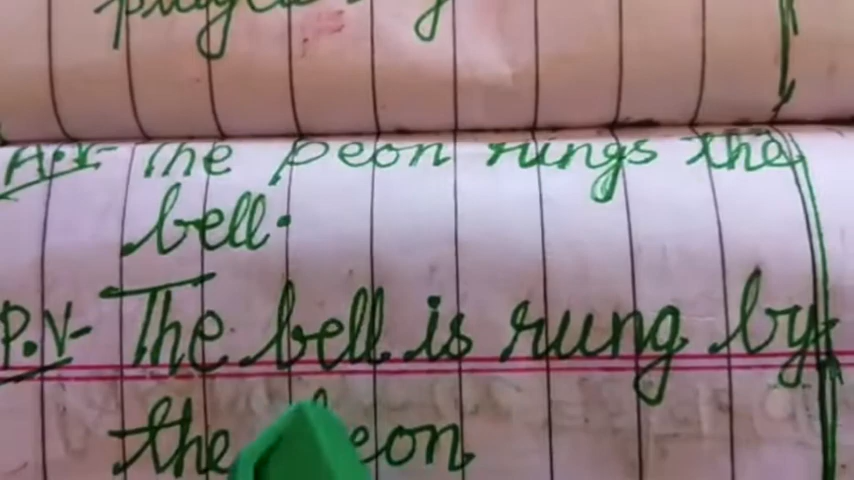 A.V- The peon rings the
bell.
P.V- The bell is rung by
the peon